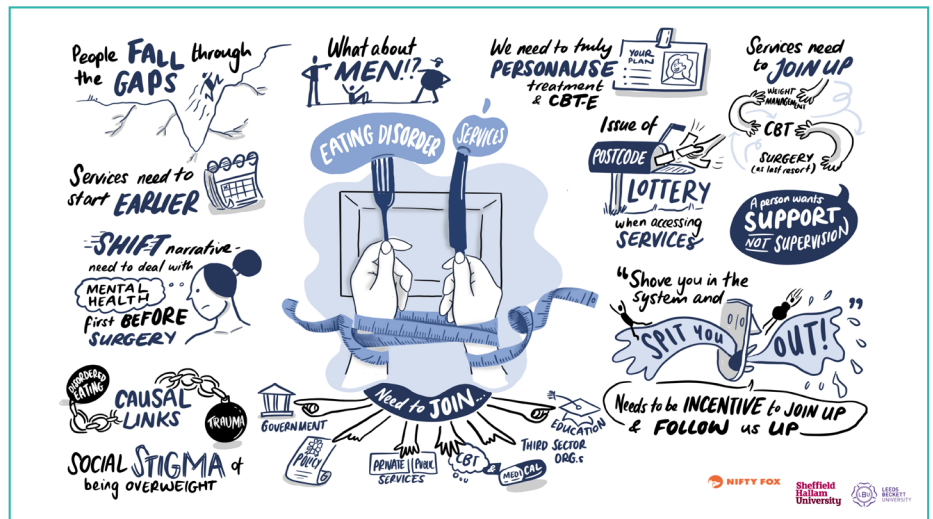 People FALL through
the GAPS
Services need to
start EARLIER
SHIFT narrative -
need to deal with
MENTAL
HEALTH
first BEFORE
SURGERY
DISORDERED
EATING
CAUSAL
LINKS
TRAUMA
SOCIAL STIGMA of
being OVERWEIGHT
What about
MEN!?
EATING DISORDER
SERVICES
Need to JOIN...
GOVERNMENT
POLICY
PRIVATE PUBLIC
SERVICES
CBT
&
MEDICAL
THIRD SECTOR
ORG.s
EDUCATION
We need to truly
PERSONALISE
treatment
& CBT-E
YOUR
PLAN
Issue of
POSTCODE
LOTTERY
when accessing
SERVICES
Services need
to JOIN UP
WEIGHT
MANAGEMENT
CBT
SURGERY
(as last resort)
A person wants
SUPPORT
NOT SUPERVISION
"Shove you in the
system and
SPIT YOU OUT!"
Needs to be INCENTIVE to JOIN UP
& FOLLOW us UP
NIFTY FOX
Sheffield
Hallam
University
LBU
LEEDS
BECKETT
UNIVERSITY